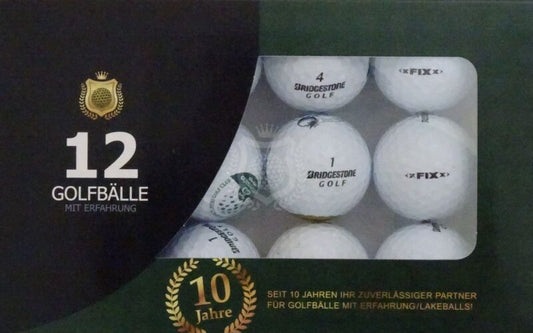 4
BRIDGESTONE
GOLF
FIX
12
GOLFBÄLLE
MIT ERFAHRUNG
1
BRIDGESTONE
GOLF
FIX
1
10
Jahre
SEIT 10 JAHREN IHR ZUVERLÄSSIGER PARTNER
FÜR GOLFBÄLLE MIT ERFAHRUNG/LAKEBALLS!